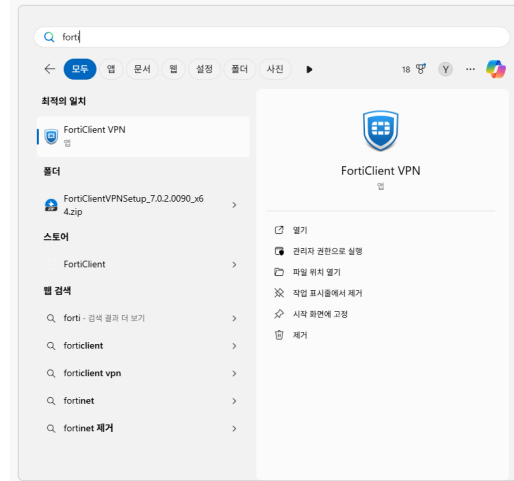 forti
모두 앱 문서 웹 설정 폴더 사진 ▶ 18 Y ...
최적의 일치
FortiClient VPN
앱
폴더
FortiClientVPNSetup_7.0.2.0090_x6
4.zip
스토어
FortiClient
웹 검색
forti - 검색 결과 더 보기
forticlient
forticlient vpn
fortinet
fortinet 제거
FortiClient VPN
앱
열기
관리자 권한으로 실행
파일 위치 열기
작업 표시줄에서 제거
시작 화면에 고정
제거